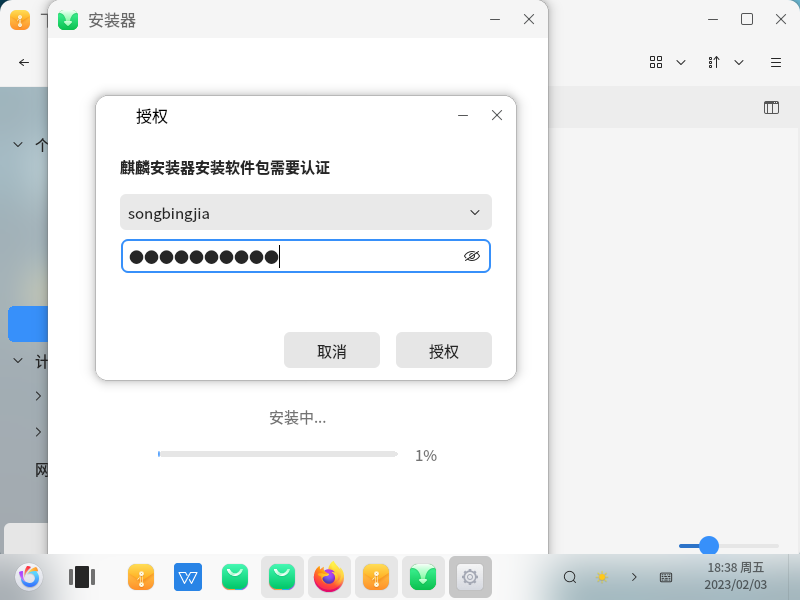 安装器
授权
麒麟安装器安装软件包需要认证
songbingjia
●●●●●●●●●●
取消
授权
安装中...
1%
个
计
网
18:38 周五
2023/02/03